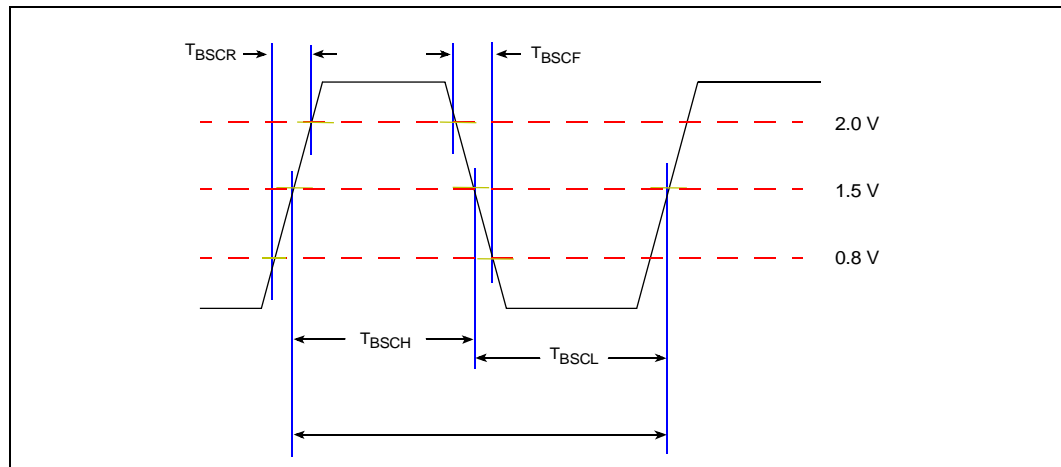 TBSCR
TBSCF
2.0 V
1.5 V
0.8 V
TBSCH
TBSCL